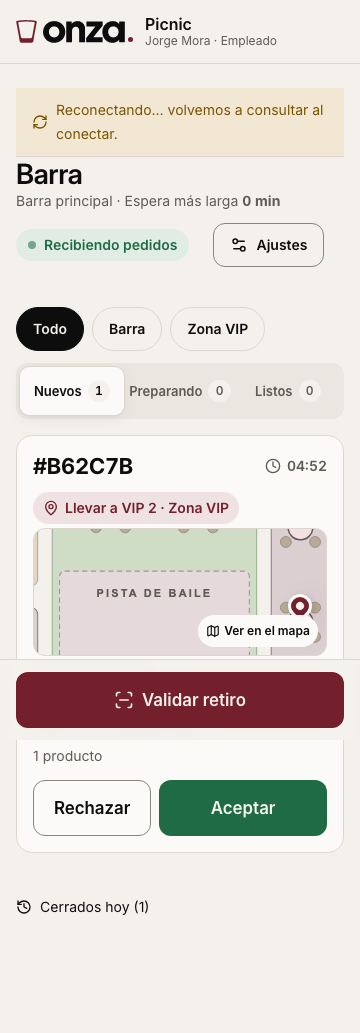 onza.
Picnic
Jorge Mora · Empleado
Reconectando... volvemos a consultar al
conectar.
Barra
Barra principal · Espera más larga 0 min
Recibiendo pedidos
Ajustes
Todo
Barra
Zona VIP
Nuevos 1
Preparando 0
Listos 0
#B62C7B
04:52
Llevar a VIP 2 · Zona VIP
PISTA DE BAILE
Ver en el mapa
Validar retiro
1 producto
Rechazar
Aceptar
Cerrados hoy (1)